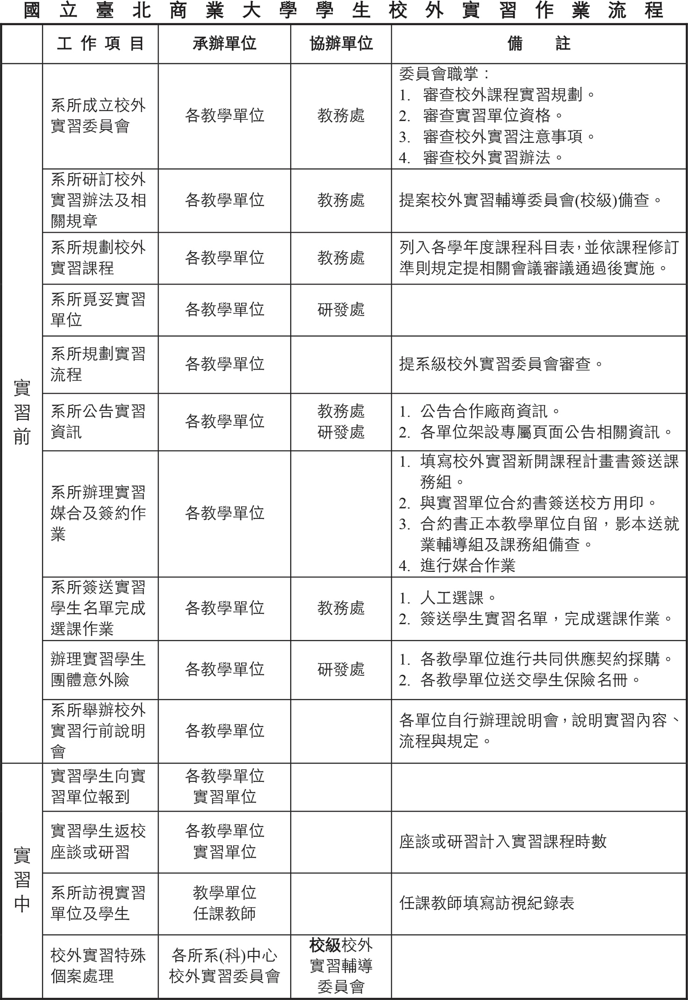 國立臺北商業大學學生校外實習作業流程
工作項目 承辦單位 協辦單位 備註
實習前
系所成立校外
實習委員會
各教學單位
教務處
委員會職掌：
1. 審查校外課程實習規劃。
2. 審查實習單位資格。
3. 審查校外實習注意事項。
4. 審查校外實習辦法。
系所研訂校外
實習辦法及相
關規章
各教學單位
教務處
提案校外實習輔導委員會(校級)備查。
系所規劃校外
實習課程
各教學單位
教務處
列入各學年度課程科目表，並依課程修訂
準則規定提相關會議審議通過後實施。
系所覓妥實習
單位
各教學單位
研發處
系所規劃實習
流程
各教學單位
提系級校外實習委員會審查。
系所公告實習
資訊
各教學單位
教務處
研發處
1. 公告合作廠商資訊。
2. 各單位架設專屬頁面公告相關資訊。
系所辦理實習
媒合及簽約作
業
各教學單位
1. 填寫校外實習新開課程計畫書簽送課
務組。
2. 與實習單位合約書簽送校方用印。
3. 合約書正本教學單位自留，影本送就
業輔導組及課務組備查。
4. 進行媒合作業
系所簽送實習
學生名單完成
選課作業
各教學單位
教務處
1. 人工選課。
2. 簽送學生實習名單，完成選課作業。
辦理實習學生
團體意外險
各教學單位
研發處
1. 各教學單位進行共同供應契約採購。
2. 各教學單位送交學生保險名冊。
系所舉辦校外
實習行前說明
會
各教學單位
各單位自行辦理說明會，說明實習內容、
流程與規定。
實習中
實習學生向實
習單位報到
各教學單位
實習單位
實習學生返校
座談或研習
各教學單位
實習單位
座談或研習計入實習課程時數
系所訪視實習
單位及學生
教學單位
任課教師
任課教師填寫訪視紀錄表
校外實習特殊
個案處理
各所系(科)中心
校外實習委員會
校級校外
實習輔導
委員會